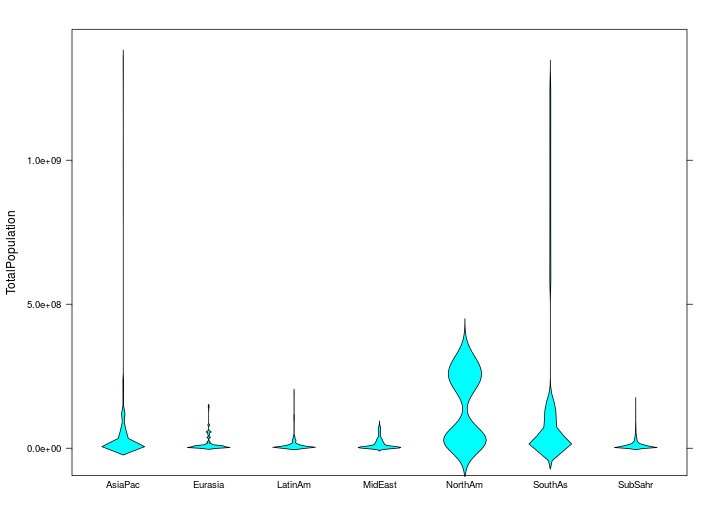 TotalPopulation
1.0e+09
5.0e+08
0.0e+00
AsiaPac Eurasia LatinAm MidEast NorthAm SouthAs SubSahr